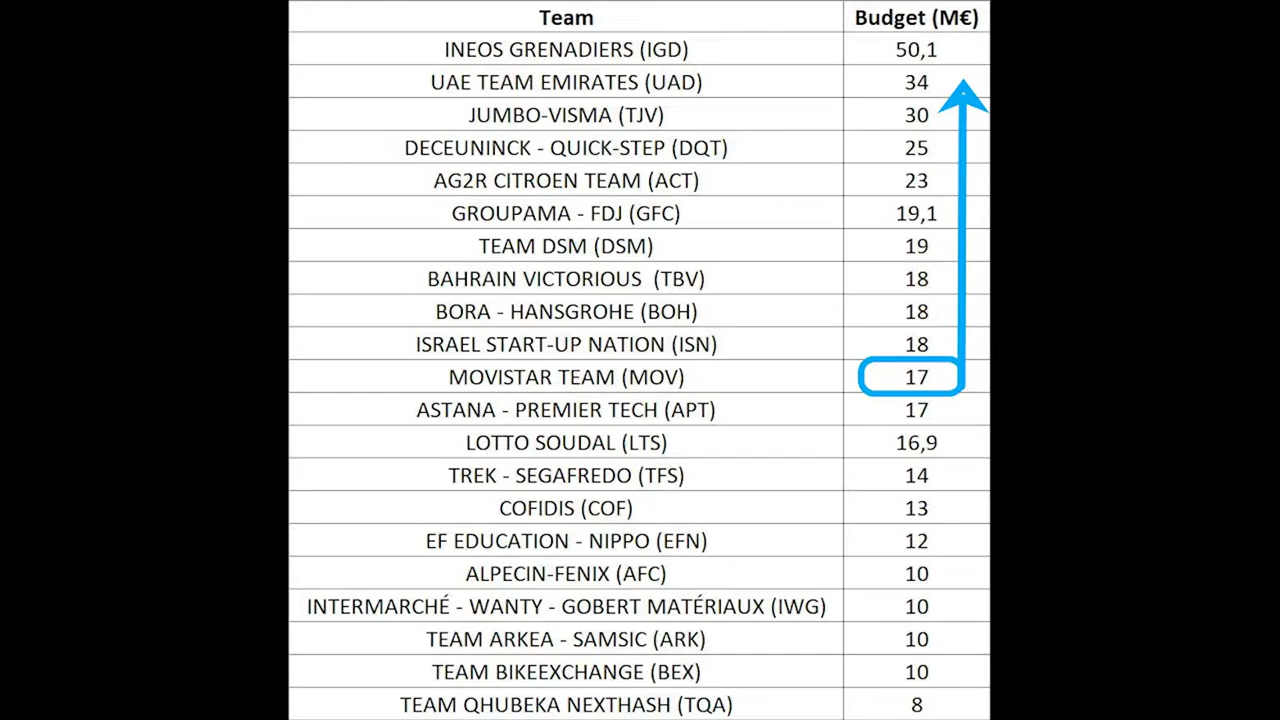 Team Budget (M€)
INEOS GRENADIERS (IGD) 50,1
UAE TEAM EMIRATES (UAD) 34
JUMBO-VISMA (TJV) 30
DECEUNINCK - QUICK-STEP (DQT) 25
AG2R CITROEN TEAM (ACT) 23
GROUPAMA - FDJ (GFC) 19,1
TEAM DSM (DSM) 19
BAHRAIN VICTORIOUS (TBV) 18
BORA - HANSGROHE (BOH) 18
ISRAEL START-UP NATION (ISN) 18
MOVISTAR TEAM (MOV) 17
ASTANA - PREMIER TECH (APT) 17
LOTTO SOUDAL (LTS) 16,9
TREK - SEGAFREDO (TFS) 14
COFIDIS (COF) 13
EF EDUCATION - NIPPO (EFN) 12
ALPECIN-FENIX (AFC) 10
INTERMARCHÉ - WANTY - GOBERT MATÉRIAUX (IWG) 10
TEAM ARKEA - SAMSIC (ARK) 10
TEAM BIKEEXCHANGE (BEX) 10
TEAM QHUBEKA NEXTHASH (TQA) 8